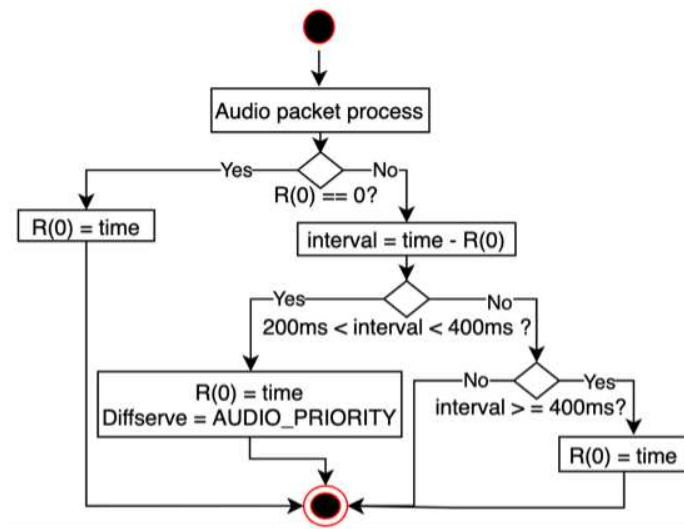 Audio packet process
Yes
No
R(0) == 0?
R(0) = time
interval = time - R(0)
Yes
No
200ms < interval < 400ms ?
R(0) = time
Diffserve = AUDIO_PRIORITY
No
Yes
interval > = 400ms?
R(0) = time